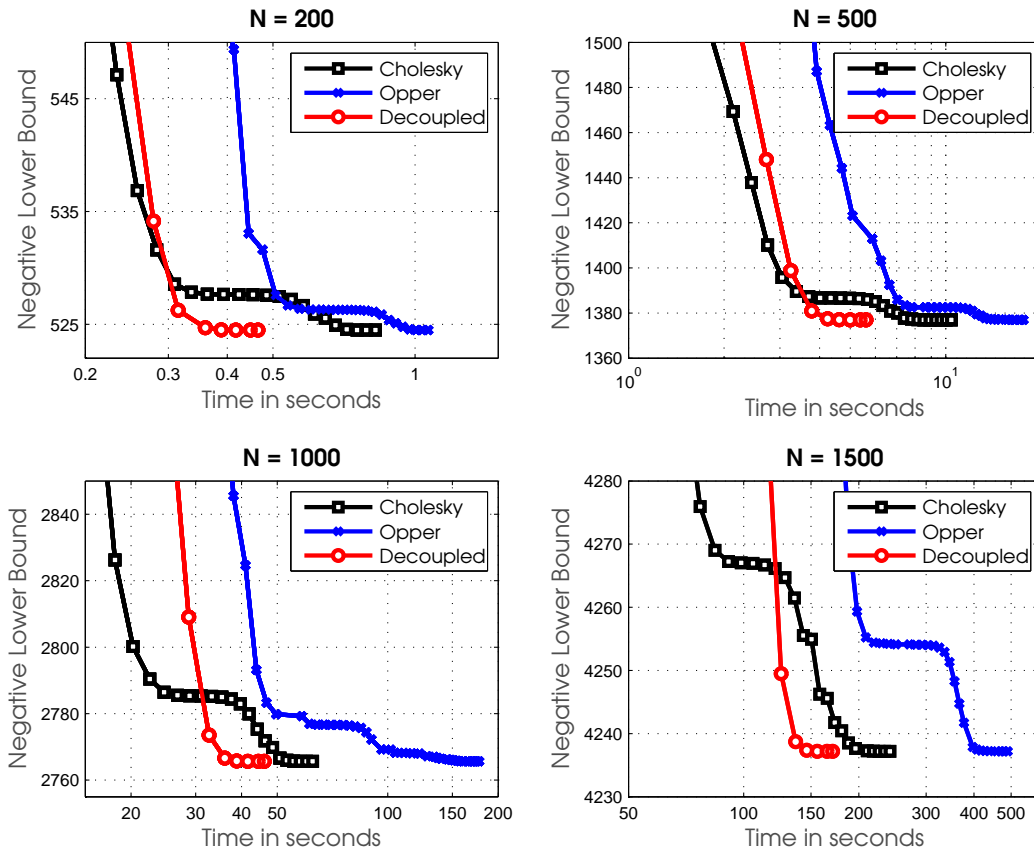 N = 200
Negative Lower Bound
545
535
525
Cholesky
Opper
Decoupled
0.2 0.3 0.4 0.5 1
Time in seconds
N = 500
Negative Lower Bound
1500
1480
1460
1440
1420
1400
1380
1360
Cholesky
Opper
Decoupled
10^0 10^1
Time in seconds
N = 1000
Negative Lower Bound
2840
2820
2800
2780
2760
Cholesky
Opper
Decoupled
20 30 40 50 100 150 200
Time in seconds
N = 1500
Negative Lower Bound
4280
4270
4260
4250
4240
4230
Cholesky
Opper
Decoupled
50 100 150 200 300 400 500
Time in seconds